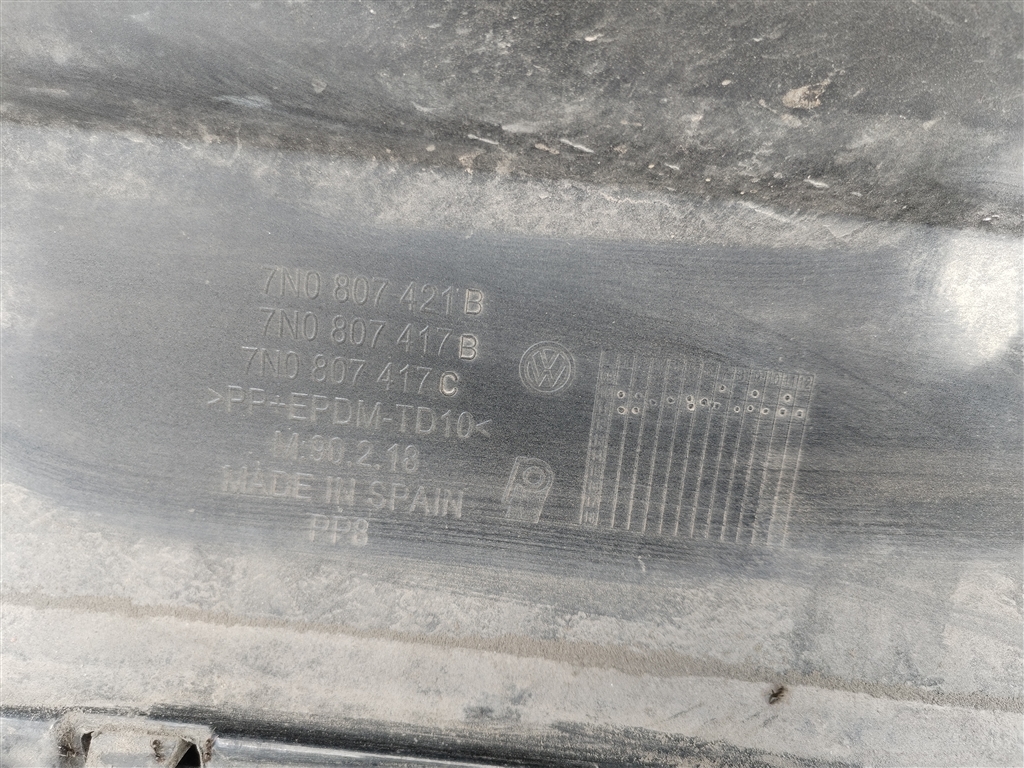 7N0 807 421 B
7N0 807 417 B
7N0 807 417 C
>PP+EPDM-TD10<
M.90.2.18
MADE IN SPAIN
PP8